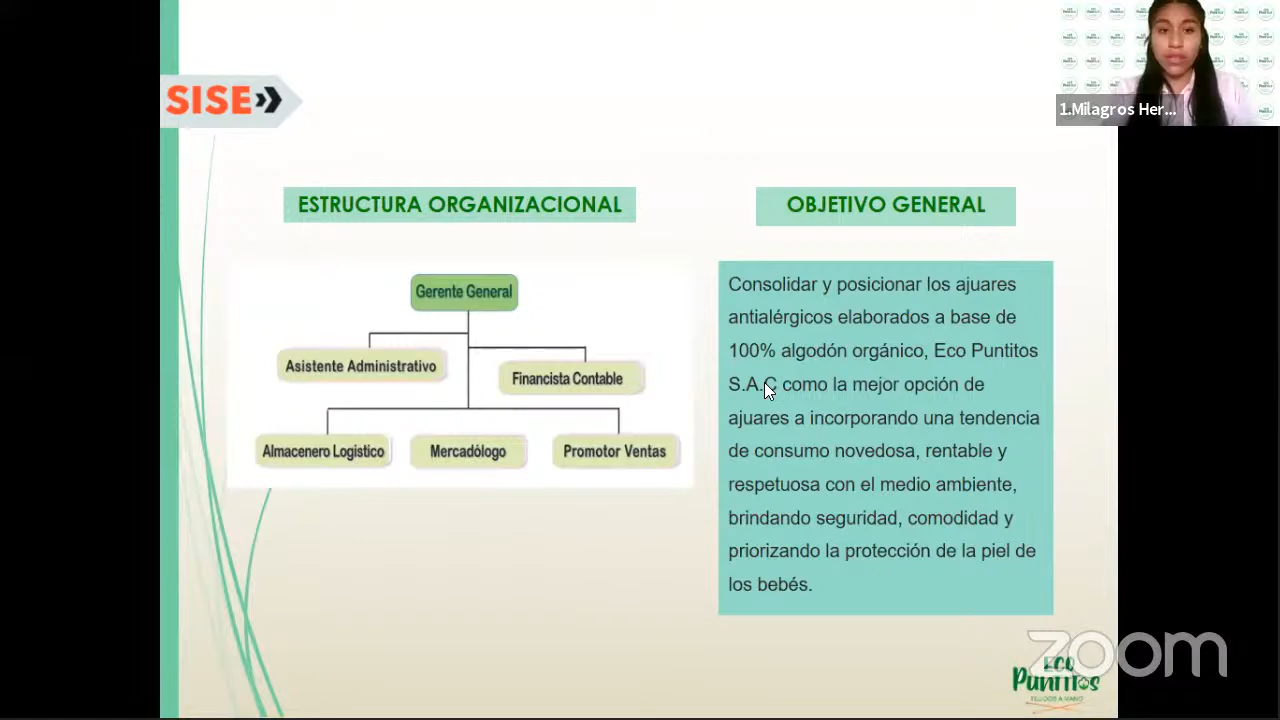 SISE
1.Milagros Her...
ESTRUCTURA ORGANIZACIONAL
Gerente General
Asistente Administrativo
Financista Contable
Almacenero Logístico
Mercadólogo
Promotor Ventas
OBJETIVO GENERAL
Consolidar y posicionar los ajuares
antialérgicos elaborados a base de
100% algodón orgánico, Eco Puntitos
S.A.C como la mejor opción de
ajuares a incorporando una tendencia
de consumo novedosa, rentable y
respetuosa con el medio ambiente,
brindando seguridad, comodidad y
priorizando la protección de la piel de
los bebés.
zoom
ECO
Puntitos
TEJIDOS A MANO